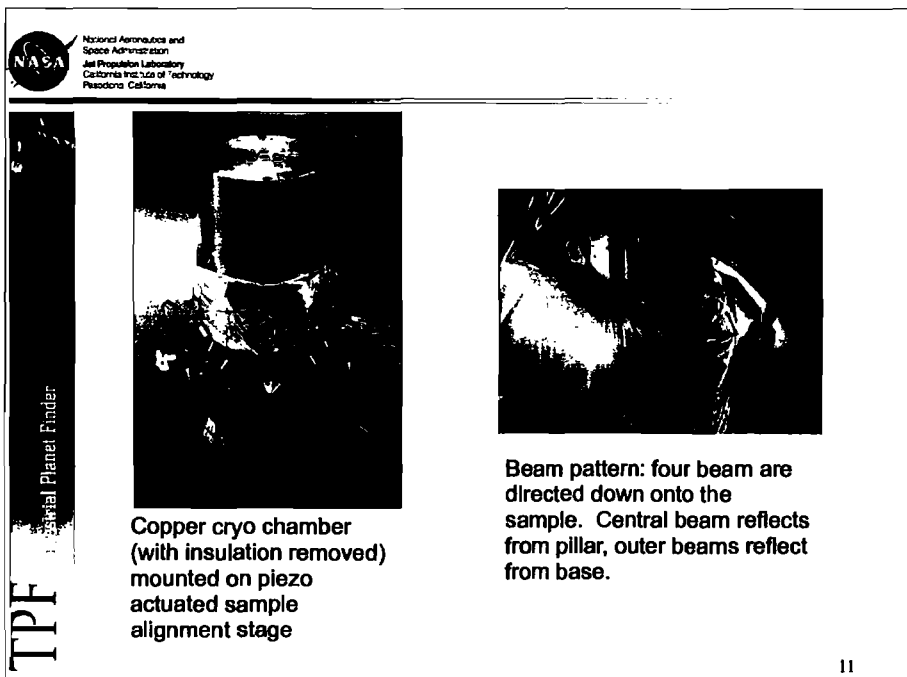 NASA
National Aeronautics and
Space Administration
Jet Propulsion Laboratory
California Institute of Technology
Pasadena California
Planet Finder
TPF
Copper cryo chamber
(with insulation removed)
mounted on piezo
actuated sample
alignment stage
Beam pattern: four beam are
directed down onto the
sample. Central beam reflects
from pillar, outer beams reflect
from base.
11